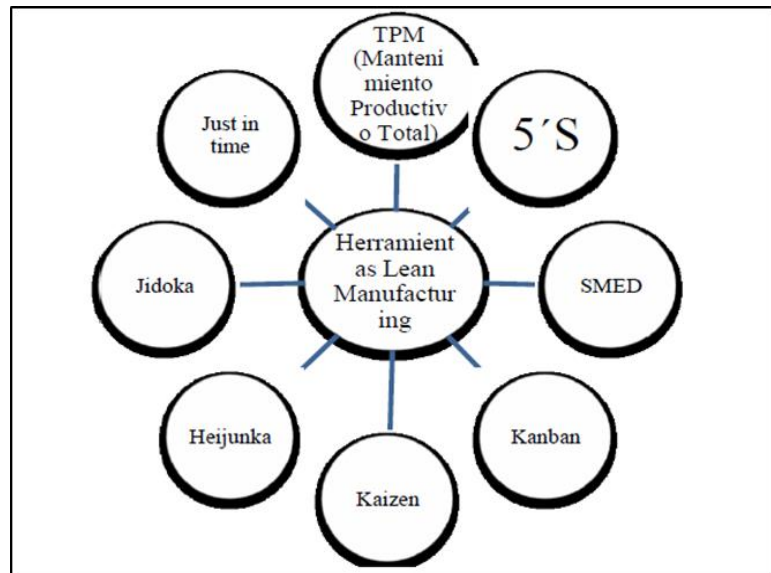 TPM
(Manteni
miento
Productiv
o Total)
5´S
Just in
time
Herramient
as Lean
Manufactur
ing
Jidoka
SMED
Heijunka
Kanban
Kaizen